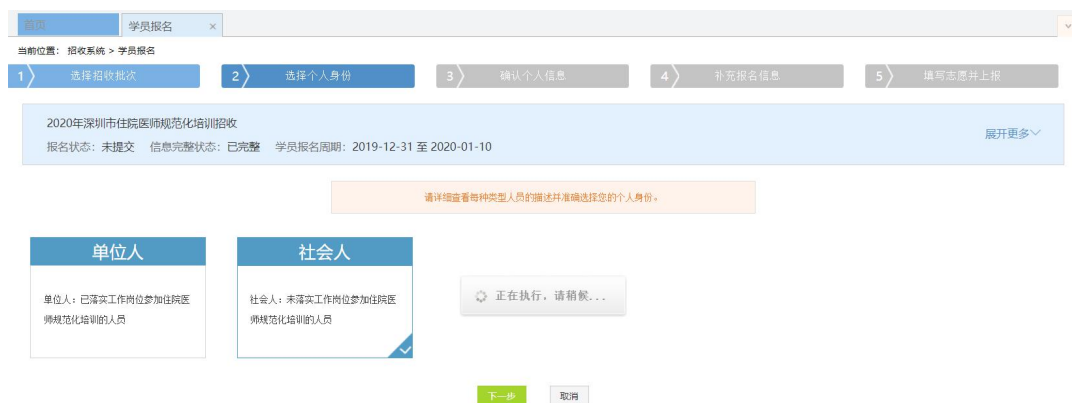 首页 学员报名 ×
当前位置: 招收系统 > 学员报名
1 选择招收批次 2 选择个人身份 3 确认个人信息 4 补充报名信息 5 填写志愿并上报
2020年深圳市住院医师规范化培训招收
展开更多
报名状态: 未提交 信息完整状态: 已完整 学员报名周期: 2019-12-31 至 2020-01-10
请详细查看每种类型人员的描述并准确选择您的个人身份。
单位人
单位人:已落实工作岗位参加住院医
师规范化培训的人员
社会人
社会人:未落实工作岗位参加住院医
师规范化培训的人员
正在执行,请稍候...
下一步 取消